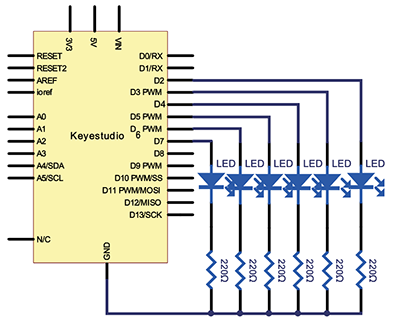 3V3 5V VIN
RESET D0/RX
RESET2 D1/RX
AREF D2
ioref D3 PWM
D4
A0 D5 PWM
A1 D6 PWM
A2 Keyestudio D7
A3 D8
A4/SDA D9 PWM
A5/SCL D10 PWM/SS
D11 PWM/MOSI
D12/MISO
D13/SCK
N/C
GND
LED LED LED LED LED LED
220Ω 220Ω 220Ω 220Ω 220Ω 220Ω